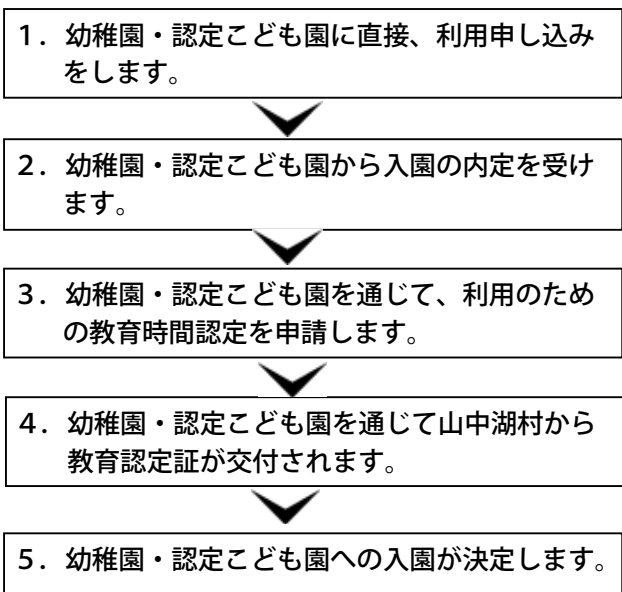 1．幼稚園・認定こども園に直接、利用申し込み
をします。
2．幼稚園・認定こども園から入園の内定を受け
ます。
3．幼稚園・認定こども園を通じて、利用のため
の教育時間認定を申請します。
4．幼稚園・認定こども園を通じて山中湖村から
教育認定証が交付されます。
5．幼稚園・認定こども園への入園が決定します。